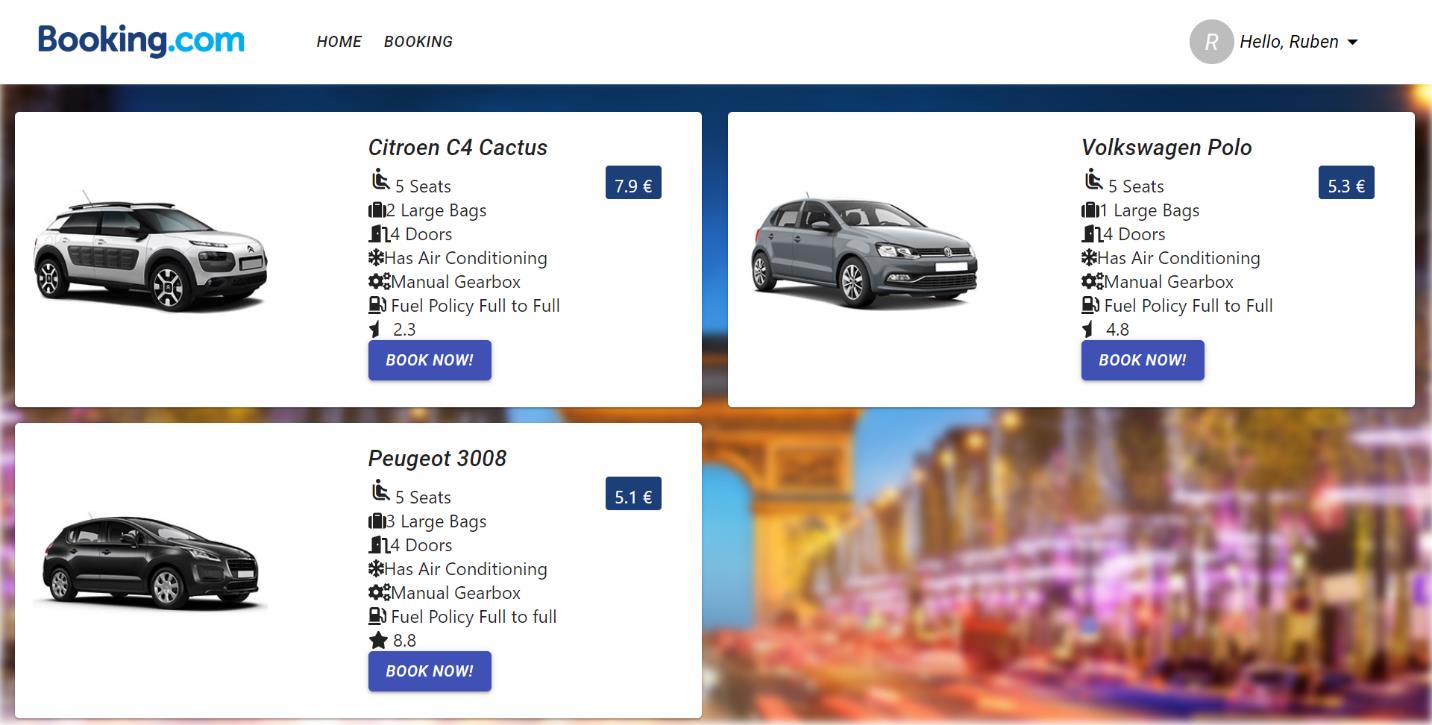 Booking.com
HOME BOOKING
R Hello, Ruben
Citroen C4 Cactus
7.9 €
5 Seats
2 Large Bags
4 Doors
Has Air Conditioning
Manual Gearbox
Fuel Policy Full to Full
2.3
BOOK NOW!
Volkswagen Polo
5.3 €
5 Seats
1 Large Bags
4 Doors
Has Air Conditioning
Manual Gearbox
Fuel Policy Full to Full
4.8
BOOK NOW!
Peugeot 3008
5.1 €
5 Seats
3 Large Bags
4 Doors
Has Air Conditioning
Manual Gearbox
Fuel Policy Full to full
8.8
BOOK NOW!